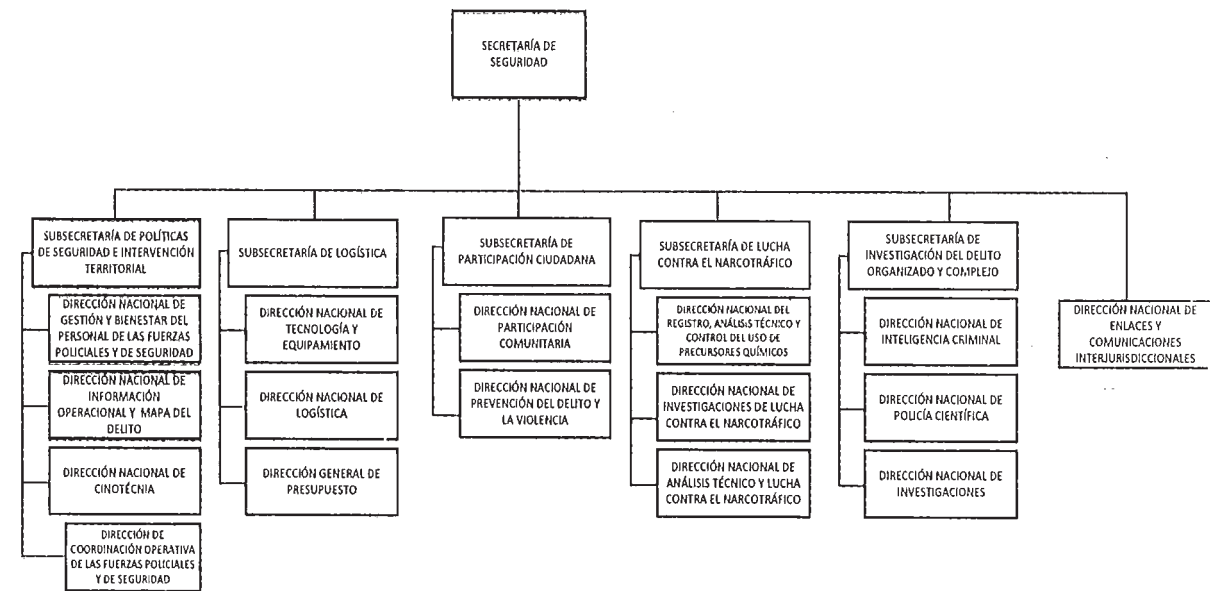 SECRETARÍA DE
SEGURIDAD
SUBSECRETARÍA DE POLÍTICAS
DE SEGURIDAD E INTERVENCIÓN
TERRITORIAL
DIRECCIÓN NACIONAL DE
GESTIÓN Y BIENESTAR DEL
PERSONAL DE LAS FUERZAS
POLICIALES Y DE SEGURIDAD
DIRECCIÓN NACIONAL DE
INFORMACIÓN
OPERACIONAL Y MAPA DEL
DELITO
DIRECCIÓN NACIONAL DE
CINOTÉCNIA
DIRECCIÓN DE
COORDINACIÓN OPERATIVA
DE LAS FUERZAS POLICIALES
Y DE SEGURIDAD
SUBSECRETARÍA DE LOGÍSTICA
DIRECCIÓN NACIONAL DE
TECNOLOGÍA Y
EQUIPAMIENTO
DIRECCIÓN NACIONAL DE
LOGÍSTICA
DIRECCIÓN GENERAL DE
PRESUPUESTO
SUBSECRETARÍA DE
PARTICIPACIÓN CIUDADANA
DIRECCIÓN NACIONAL DE
PARTICIPACIÓN
COMUNITARIA
DIRECCIÓN NACIONAL DE
PREVENCIÓN DEL DELITO Y
LA VIOLENCIA
SUBSECRETARÍA DE LUCHA
CONTRA EL NARCOTRÁFICO
DIRECCIÓN NACIONAL DEL
REGISTRO, ANÁLISIS TÉCNICO Y
CONTROL DEL USO DE
PRECURSORES QUÍMICOS
DIRECCIÓN NACIONAL DE
INVESTIGACIONES DE LUCHA
CONTRA EL NARCOTRÁFICO
DIRECCIÓN NACIONAL DE
ANÁLISIS TÉCNICO Y LUCHA
CONTRA EL NARCOTRÁFICO
SUBSECRETARÍA DE
INVESTIGACIÓN DEL DELITO
ORGANIZADO Y COMPLEJO
DIRECCIÓN NACIONAL DE
INTELIGENCIA CRIMINAL
DIRECCIÓN NACIONAL DE
POLICÍA CIENTÍFICA
DIRECCIÓN NACIONAL DE
INVESTIGACIONES
DIRECCIÓN NACIONAL DE
ENLACES Y
COMUNICACIONES
INTERJURISDICCIONALES